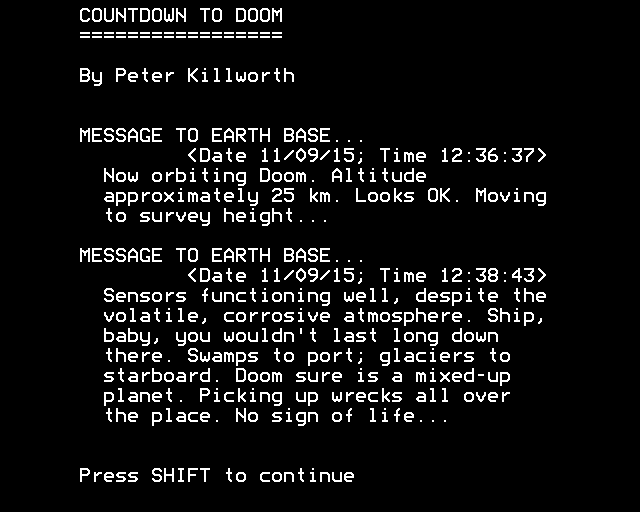 COUNTDOWN TO DOOM
=================
By Peter Killworth
MESSAGE TO EARTH BASE...
<Date 11/09/15; Time 12:36:37>
Now orbiting Doom. Altitude
approximately 25 km. Looks OK. Moving
to survey height...
MESSAGE TO EARTH BASE...
<Date 11/09/15; Time 12:38:43>
Sensors functioning well, despite the
volatile, corrosive atmosphere. Ship,
baby, you wouldn't last long down
there. Swamps to port; glaciers to
starboard. Doom sure is a mixed-up
planet. Picking up wrecks all over
the place. No sign of life...
Press SHIFT to continue